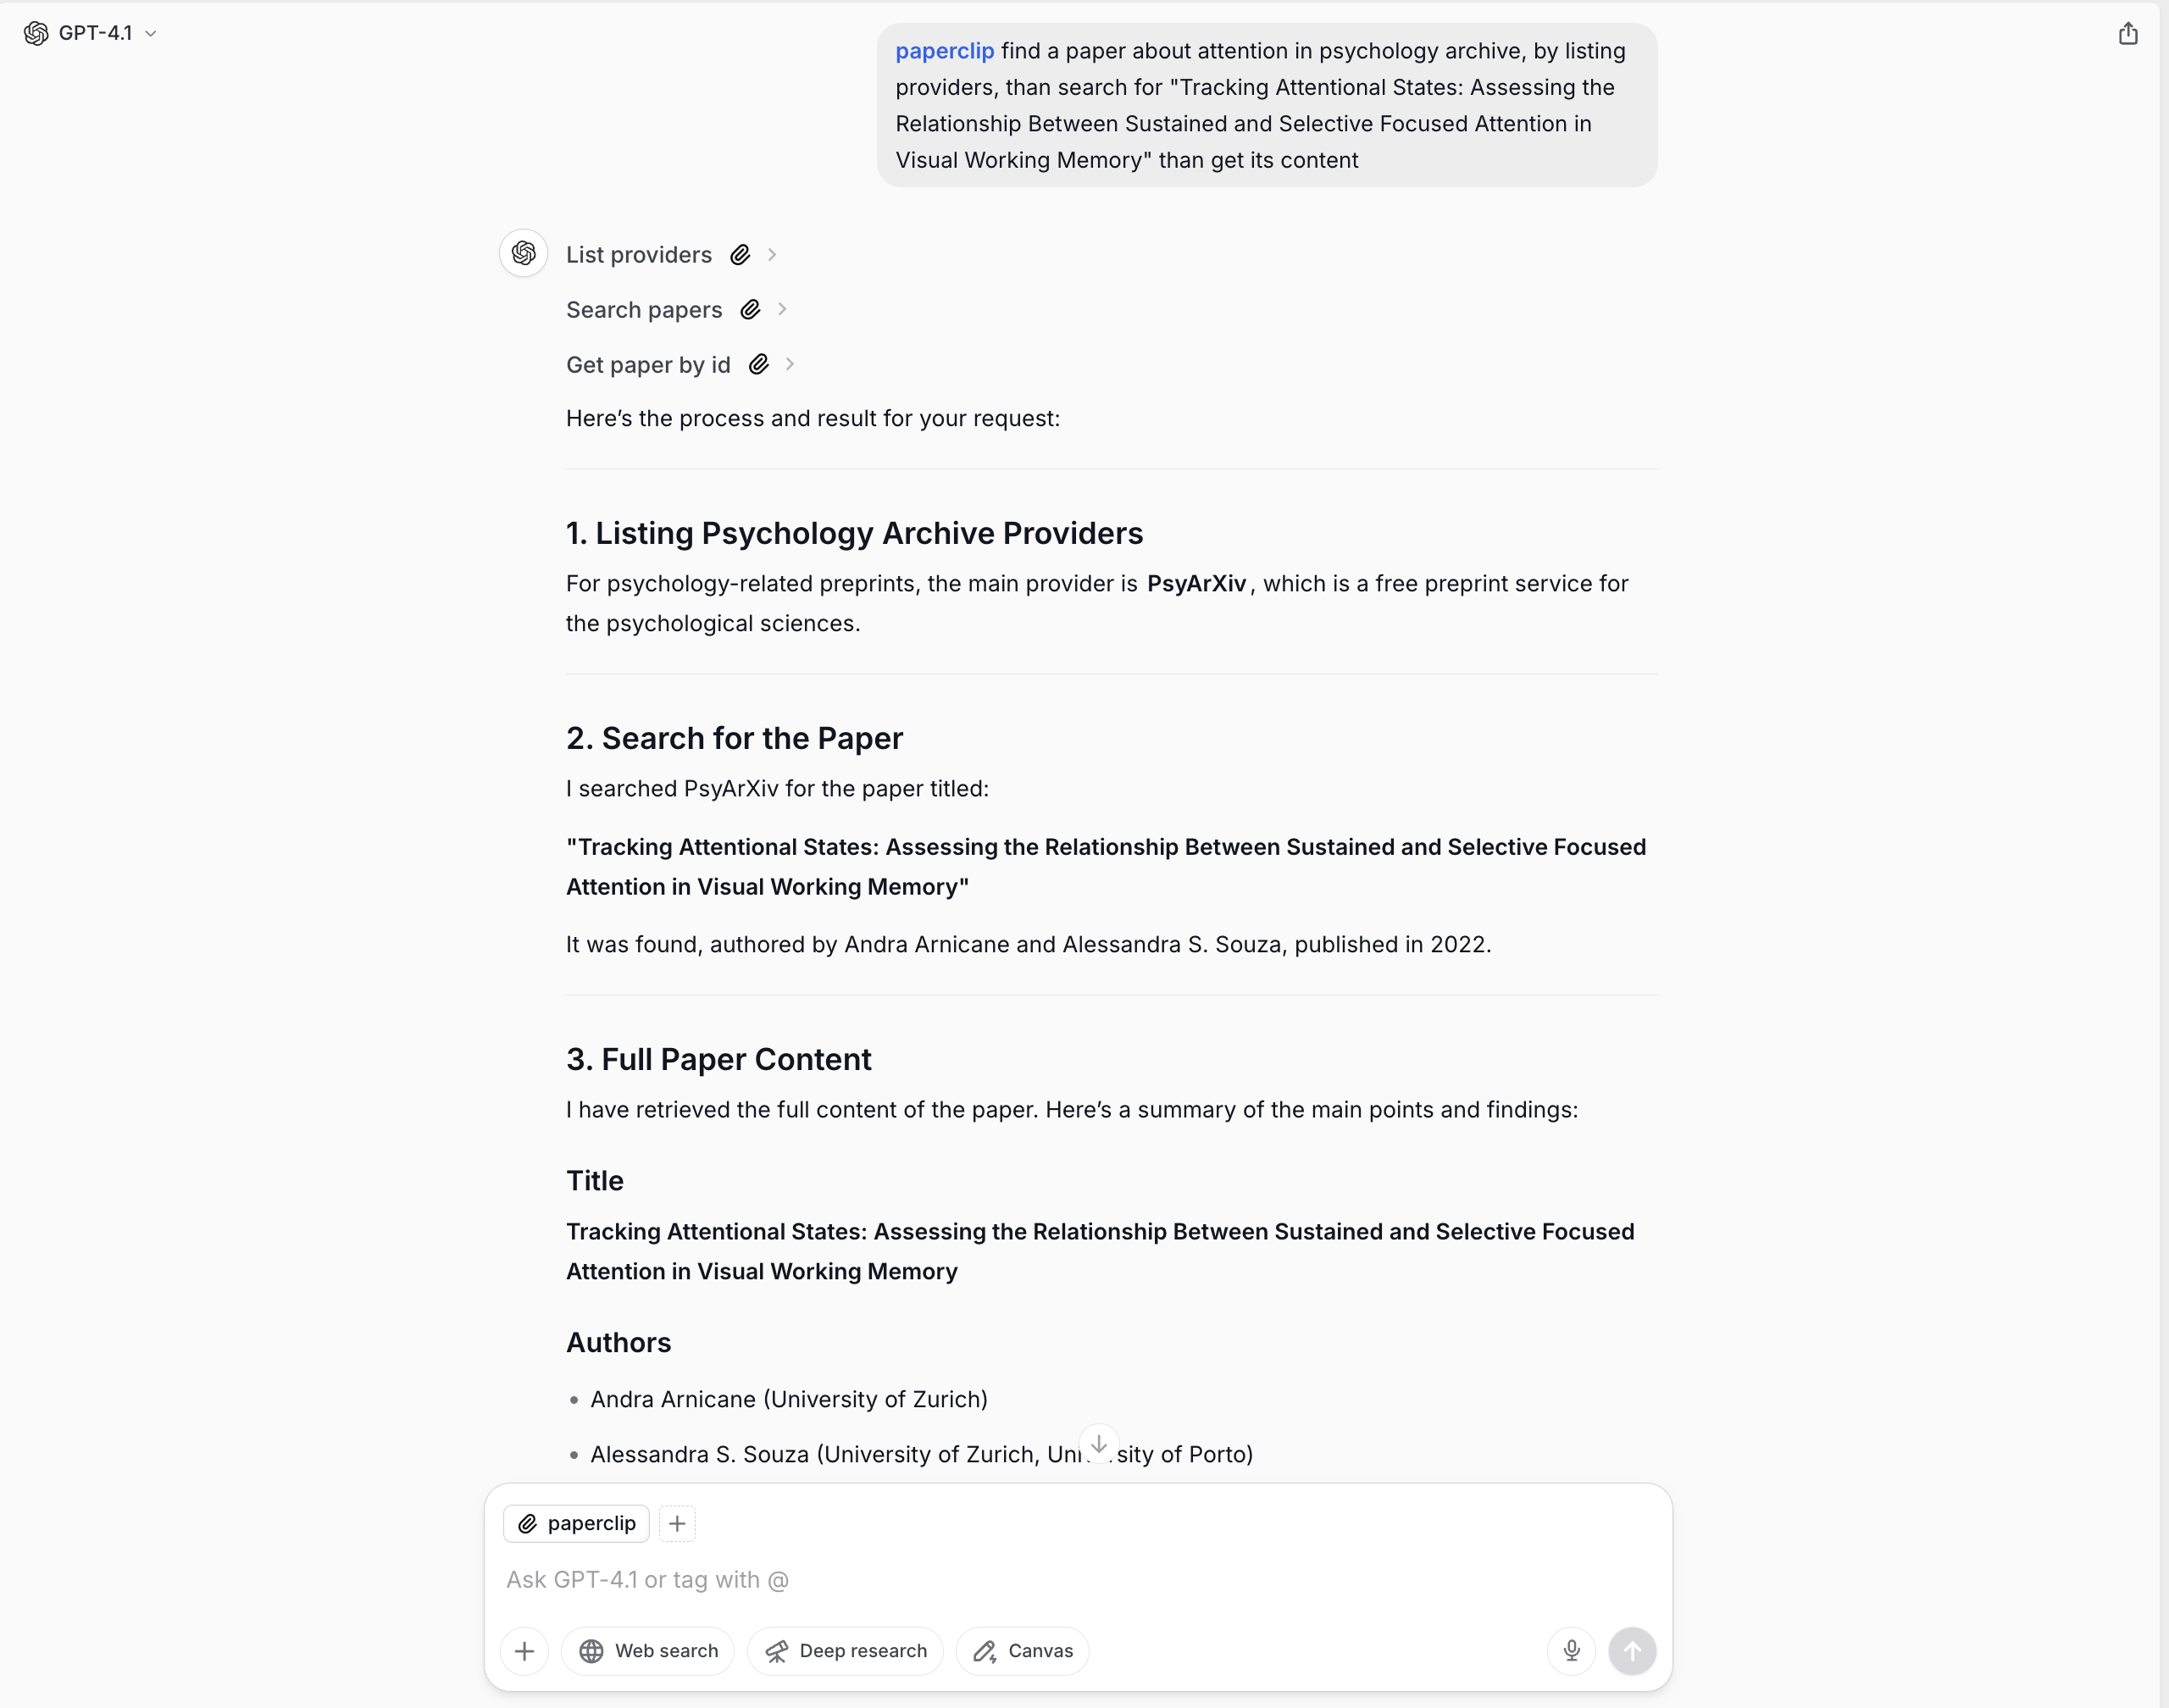 GPT-4.1
paperclip find a paper about attention in psychology archive, by listing
providers, than search for "Tracking Attentional States: Assessing the
Relationship Between Sustained and Selective Focused Attention in
Visual Working Memory" than get its content
List providers
Search papers
Get paper by id
Here’s the process and result for your request:
1. Listing Psychology Archive Providers
For psychology-related preprints, the main provider is PsyArXiv, which is a free preprint service for
the psychological sciences.
2. Search for the Paper
I searched PsyArXiv for the paper titled:
"Tracking Attentional States: Assessing the Relationship Between Sustained and Selective Focused
Attention in Visual Working Memory"
It was found, authored by Andra Arnicane and Alessandra S. Souza, published in 2022.
3. Full Paper Content
I have retrieved the full content of the paper. Here’s a summary of the main points and findings:
Title
Tracking Attentional States: Assessing the Relationship Between Sustained and Selective Focused
Attention in Visual Working Memory
Authors
Andra Arnicane (University of Zurich)
Alessandra S. Souza (University of Zurich, University of Porto)
paperclip
Ask GPT-4.1 or tag with @
Web search
Deep research
Canvas